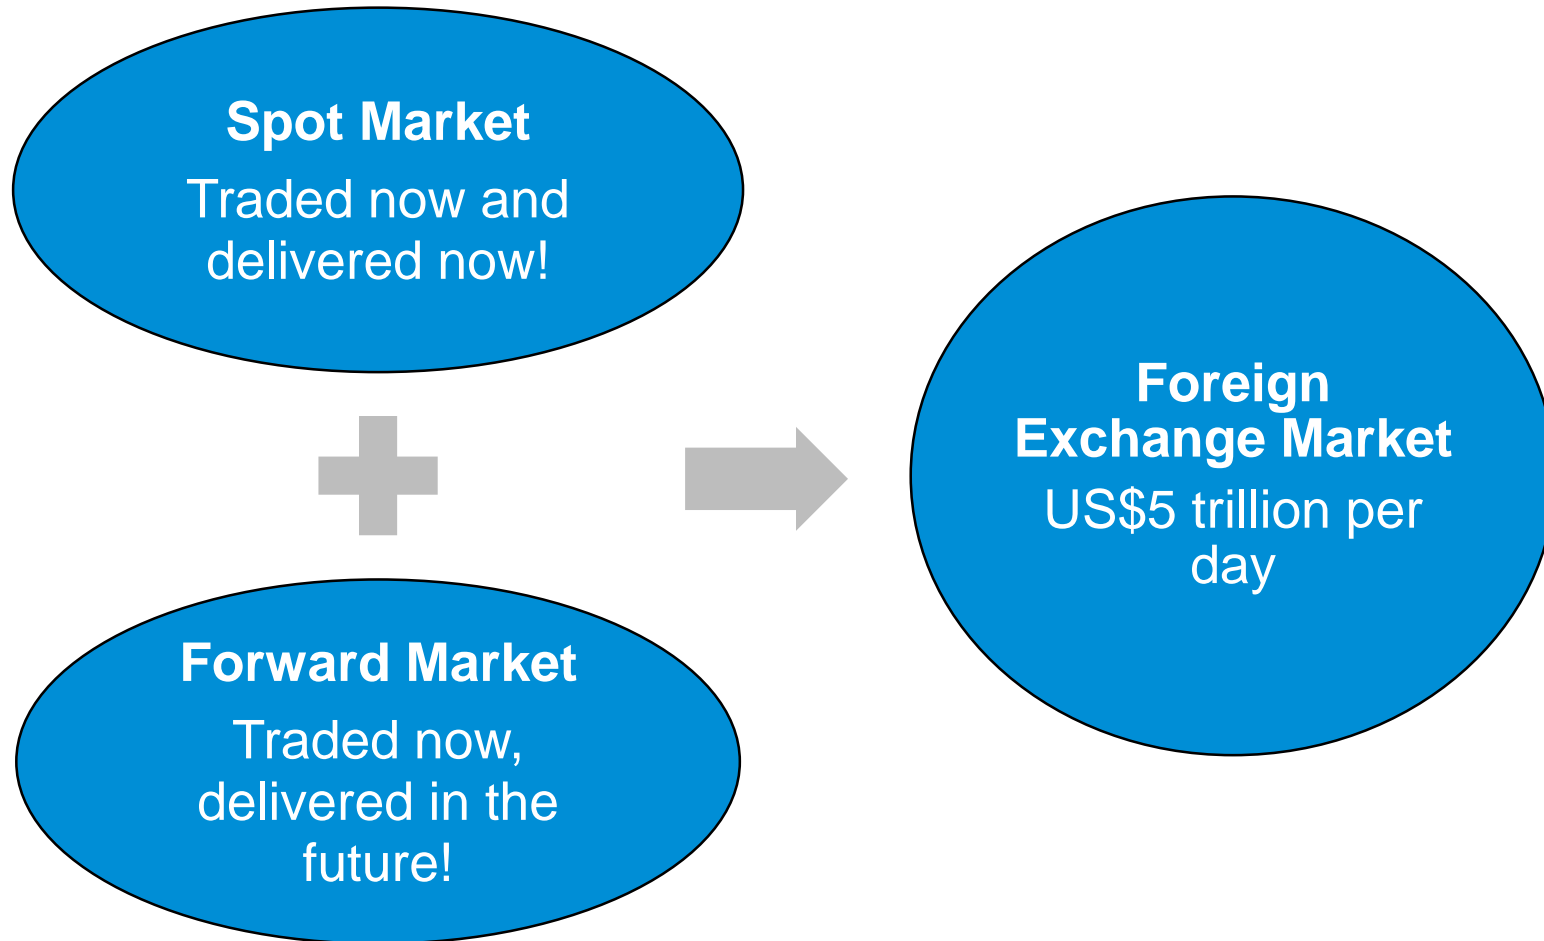 Spot Market
Traded now and
delivered now!
Forward Market
Traded now,
delivered in the
future!
Foreign
Exchange Market
US$5 trillion per
day